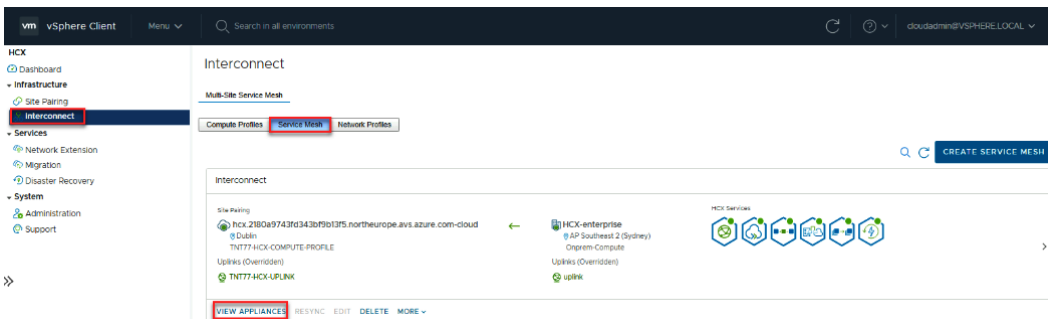 vm vSphere Client Menu Search in all environments cloudadmin@VSPHERE.LOCAL
HCX
Dashboard
Infrastructure
Site Pairing
Interconnect
Services
Network Extension
Migration
Disaster Recovery
System
Administration
Support
Interconnect
Multi-Site Service Mesh
Compute Profiles Service Mesh Network Profiles
CREATE SERVICE MESH
Interconnect
Site Pairing
hcx.2180a9743fd343bf9b13f5.northeurope.avs.azure.com-cloud
Dublin
TNT77-HCX-COMPUTE-PROFILE
Uplinks (Overridden)
TNT77-HCX-UPLINK
HCX-enterprise
AP Southeast 2 (Sydney)
Onprem-Compute
Uplinks (Overridden)
uplink
HCX Services
VIEW APPLIANCES RESYNC EDIT DELETE MORE